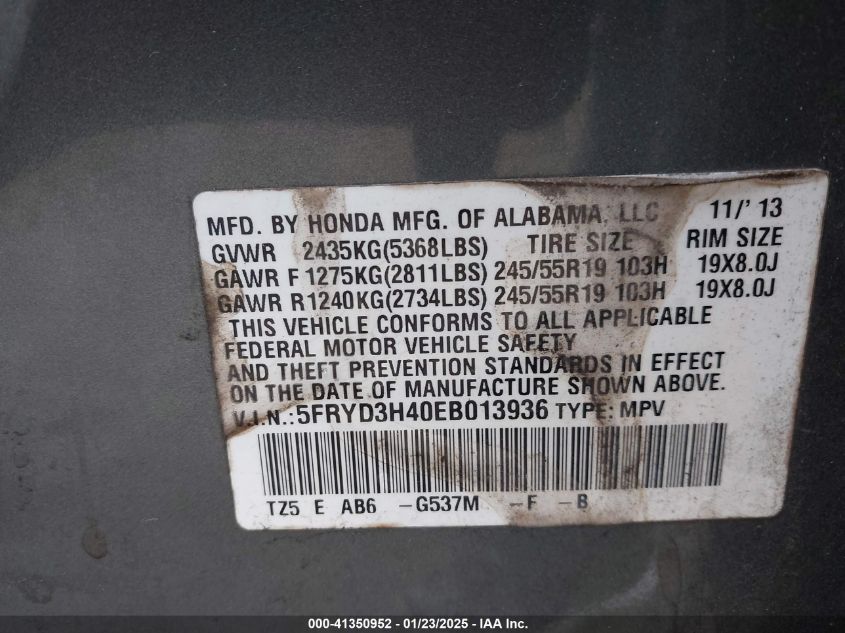 MFD. BY HONDA MFG. OF ALABAMA, LLC 11/'13
GVWR 2435KG(5368LBS) TIRE SIZE RIM SIZE
GAWR F 1275KG(2811LBS) 245/55R19 103H 19X8.0J
GAWR R1240KG(2734LBS) 245/55R19 103H 19X8.0J
THIS VEHICLE CONFORMS TO ALL APPLICABLE
FEDERAL MOTOR VEHICLE SAFETY
AND THEFT PREVENTION STANDARDS IN EFFECT
ON THE DATE OF MANUFACTURE SHOWN ABOVE.
V.I.N.:5FRYD3H40EB013936 TYPE: MPV
TZ5 E AB6 -G537M -F -B
000-41350952 - 01/23/2025 - IAA Inc.